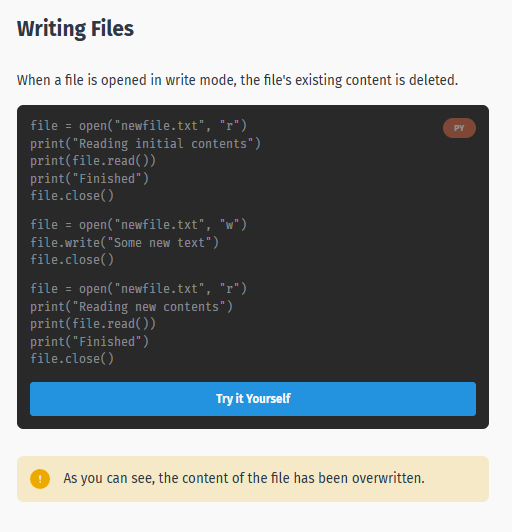 Writing Files
When a file is opened in write mode, the file's existing content is deleted.
PY
file = open("newfile.txt", "r")
print("Reading initial contents")
print(file.read())
print("Finished")
file.close()
file = open("newfile.txt", "w")
file.write("Some new text")
file.close()
file = open("newfile.txt", "r")
print("Reading new contents")
print(file.read())
print("Finished")
file.close()
Try it Yourself
! As you can see, the content of the file has been overwritten.